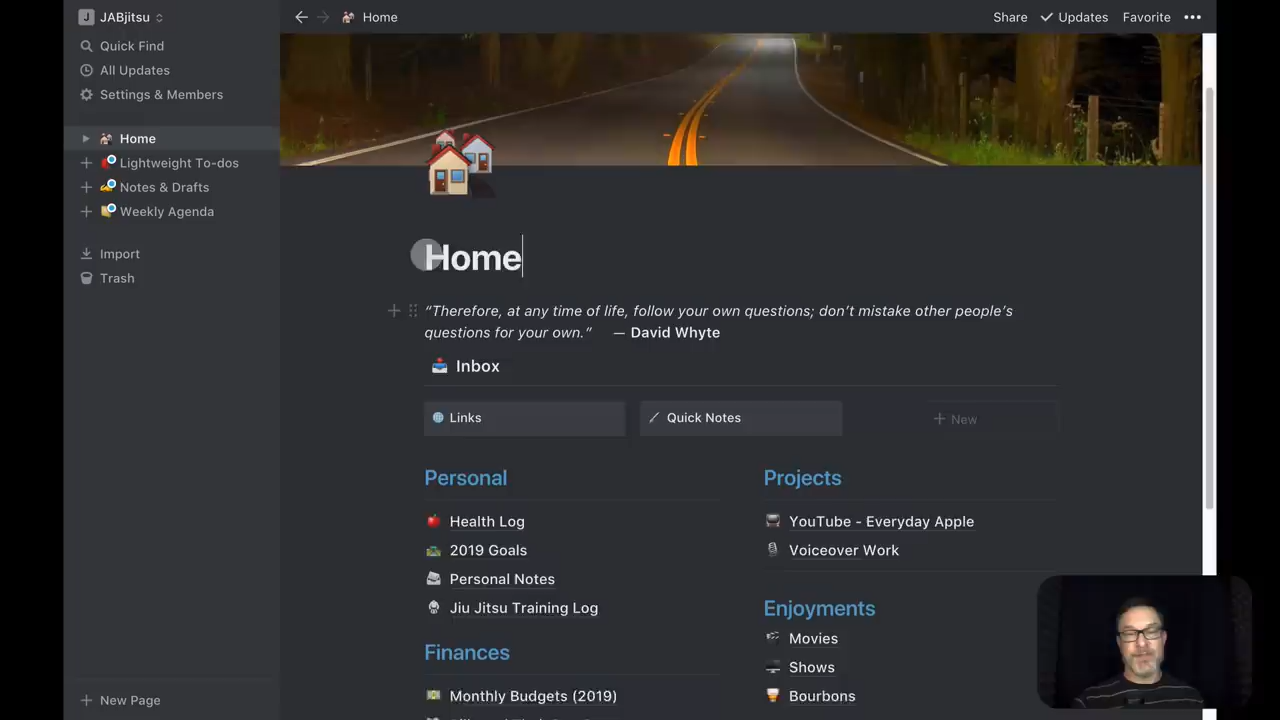 J JABjitsu
Quick Find
All Updates
Settings & Members
Home
Lightweight To-dos
Notes & Drafts
Weekly Agenda
Import
Trash
New Page
Home
Share
Updates
Favorite
Home
“Therefore, at any time of life, follow your own questions; don’t mistake other people’s
questions for your own.” — David Whyte
Inbox
Links
Quick Notes
New
Personal
Health Log
2019 Goals
Personal Notes
Jiu Jitsu Training Log
Finances
Monthly Budgets (2019)
Projects
YouTube - Everyday Apple
Voiceover Work
Enjoyments
Movies
Shows
Bourbons